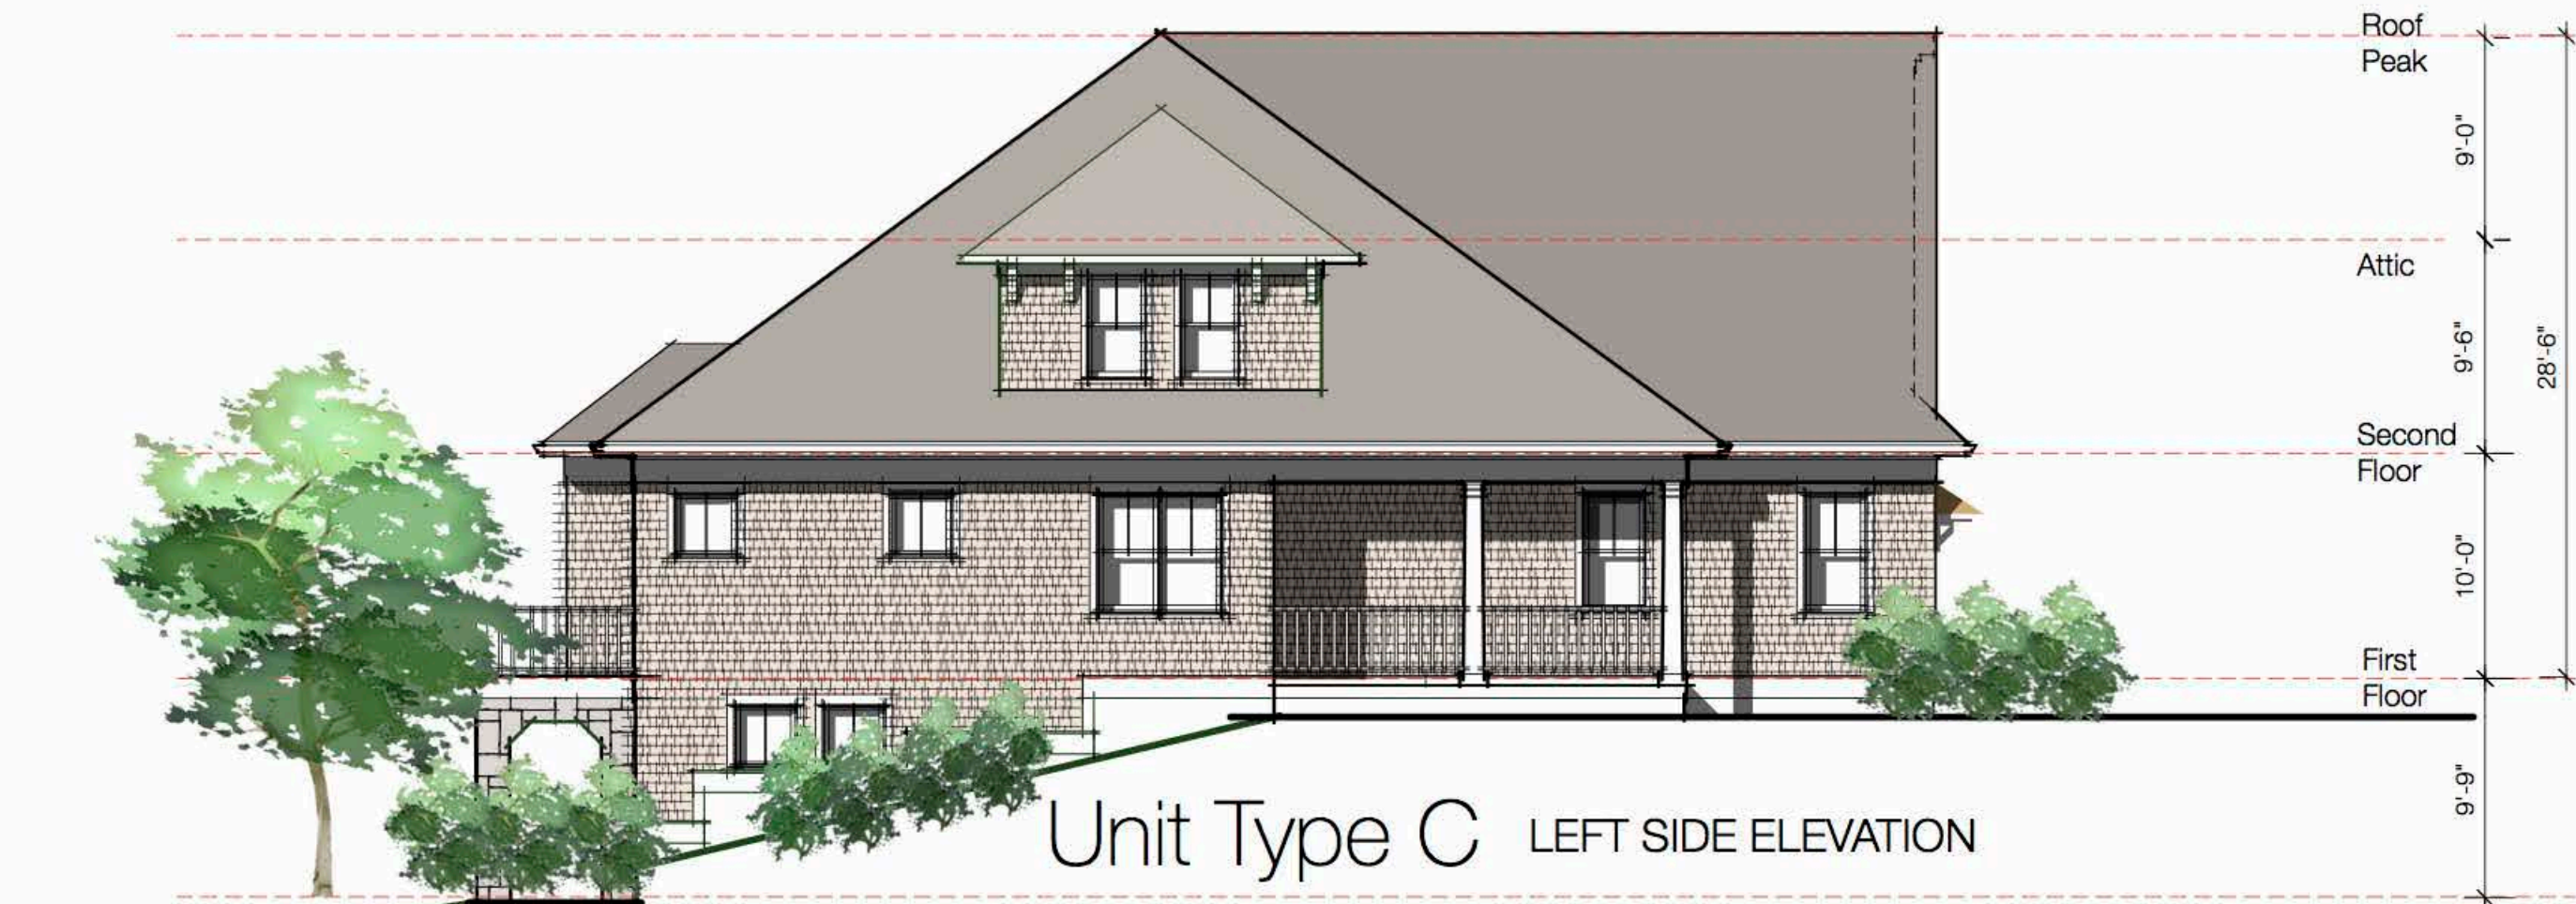 Roof
Peak
9'-0"
Attic
9'-6"
28'-6"
Second
Floor
10'-0"
First
Floor
9'-9"
Unit Type C LEFT SIDE ELEVATION